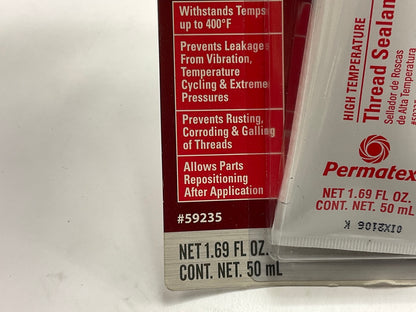 Withstands Temps
up to 400°F
Prevents Leakage
From Vibration,
Temperature
Cycling & Extreme
Pressures
Prevents Rusting,
Corroding & Galling
of Threads
Allows Parts
Repositioning
After Application
#59235
NET 1.69 FL OZ.
CONT. NET. 50 mL
HIGH TEMPERATURE
Thread Sealan
Sellador de Roscas
de Alta Temperatura
Permatex
NET 1.69 FL OZ.
CONT. NET. 50 mL
01X2106 K